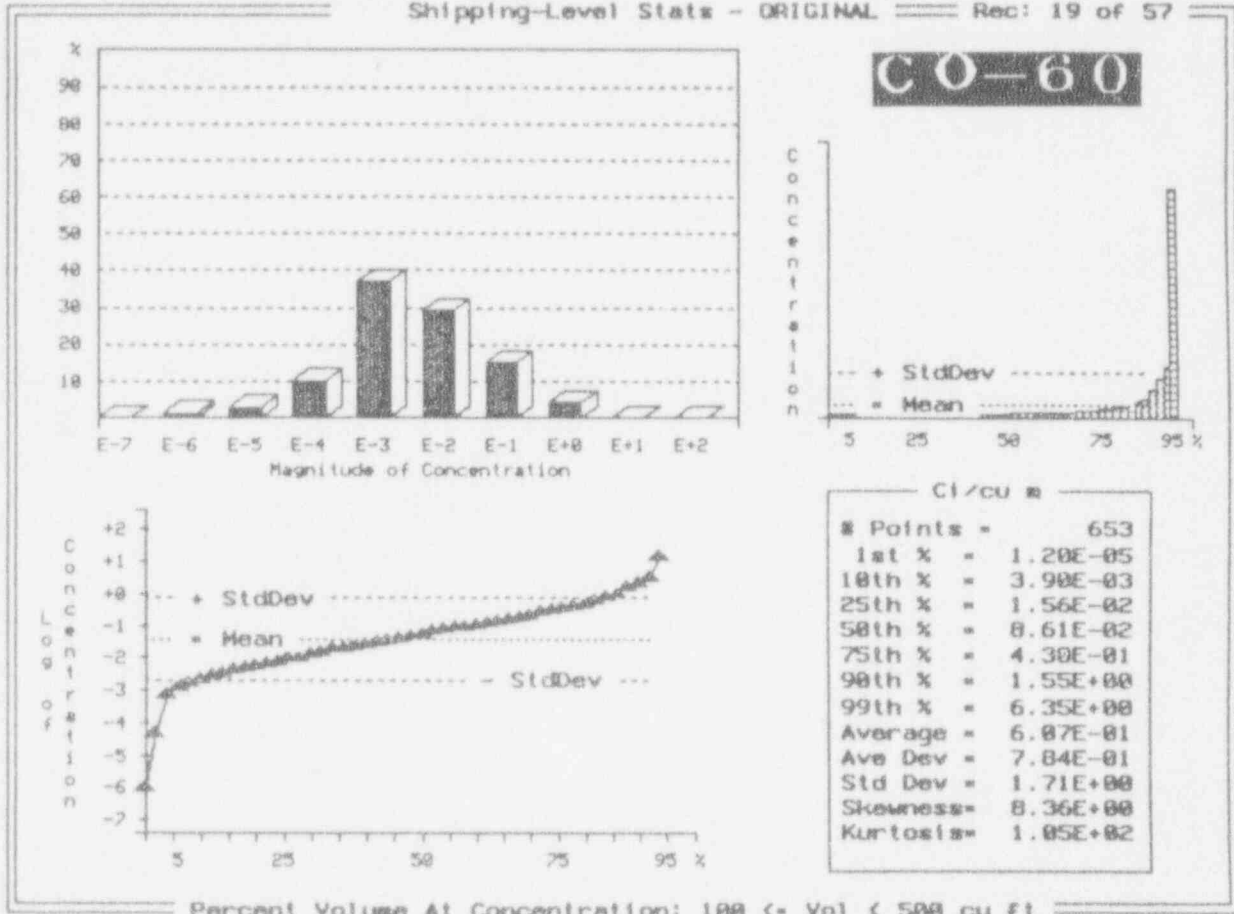 Shipping-Level Stats - ORIGINAL Rec: 19 of 57
%
90
80
70
60
50
40
30
20
10
E-7 E-6 E-5 E-4 E-3 E-2 E-1 E+0 E+1 E+2
Magnitude of Concentration
CO-60
Concentration
+ StdDev
= Mean
5 25 50 75 95 %
Log of Concentration
+2
+1
+0
-1
-2
-3
-4
-5
-6
-7
+ StdDev
= Mean
- StdDev
5 25 50 75 95 %
Ci/cu m
# Points = 653
1st % = 1.20E-05
10th % = 3.90E-03
25th % = 1.56E-02
50th % = 8.61E-02
75th % = 4.30E-01
90th % = 1.55E+00
99th % = 6.35E+00
Average = 6.07E-01
Ave Dev = 7.84E-01
Std Dev = 1.71E+00
Skewness= 8.36E+00
Kurtosis= 1.05E+02
Percent Volume At Concentration: 100 <= Vol < 500 cu ft